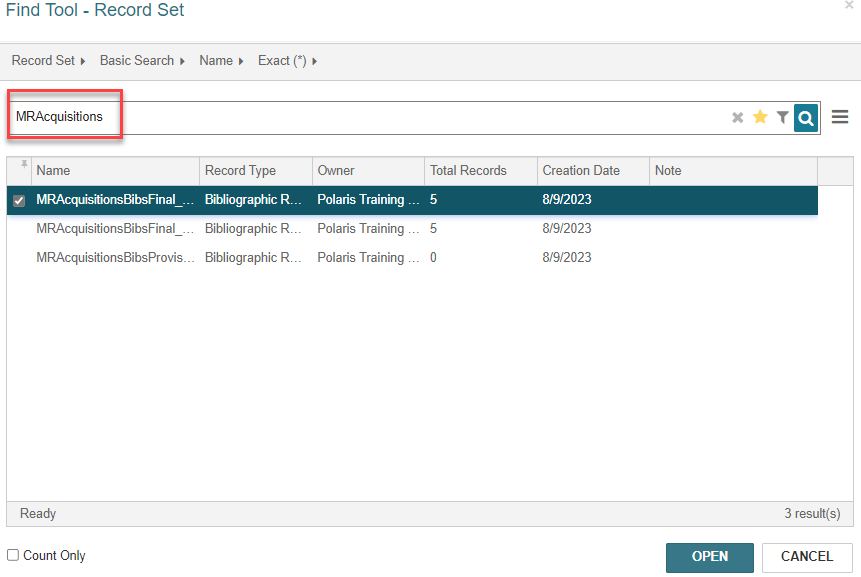 Find Tool - Record Set
Record Set Basic Search Name Exact (*)
MRAcquisitions
Name Record Type Owner Total Records Creation Date Note
MRAcquisitionsBibsFinal_... Bibliographic R... Polaris Training ... 5 8/9/2023
MRAcquisitionsBibsFinal_... Bibliographic R... Polaris Training ... 5 8/9/2023
MRAcquisitionsBibsProvis... Bibliographic R... Polaris Training ... 0 8/9/2023
Ready 3 result(s)
Count Only OPEN CANCEL